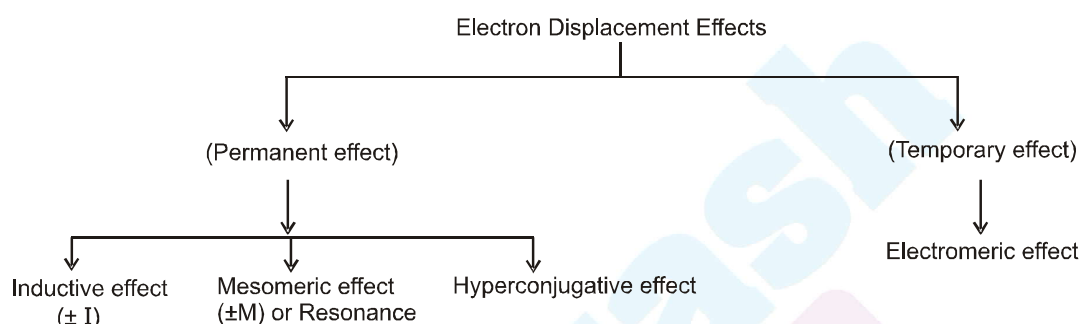 Electron Displacement Effects
(Permanent effect)
(Temporary effect)
Electromeric effect
Inductive effect
(± I)
Mesomeric effect
(±M) or Resonance
Hyperconjugative effect